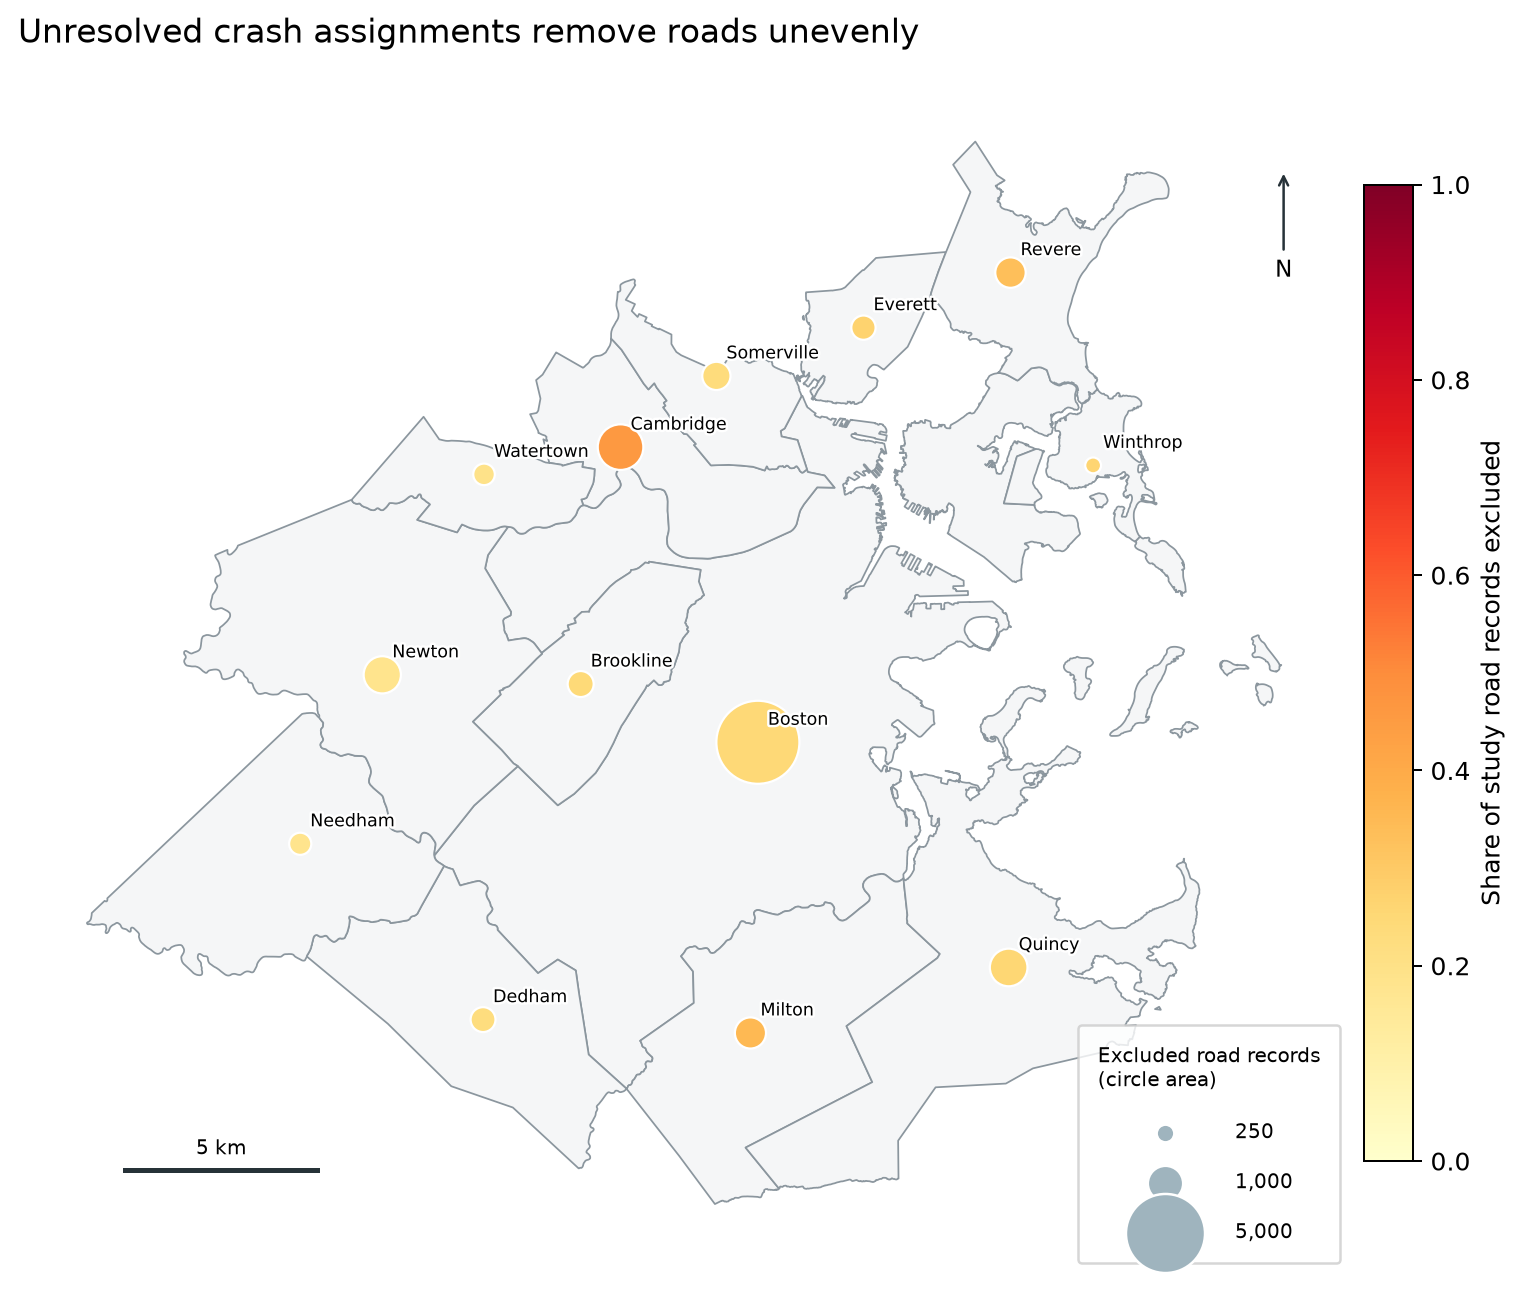 Unresolved crash assignments remove roads unevenly
Revere
N
Everett
Somerville
Cambridge
Watertown
Winthrop
Newton
Brookline
Boston
Needham
Quincy
Dedham
Milton
5 km
Excluded road records
(circle area)
250
1,000
5,000
1.0
0.8
0.6
0.4
0.2
0.0
Share of study road records excluded